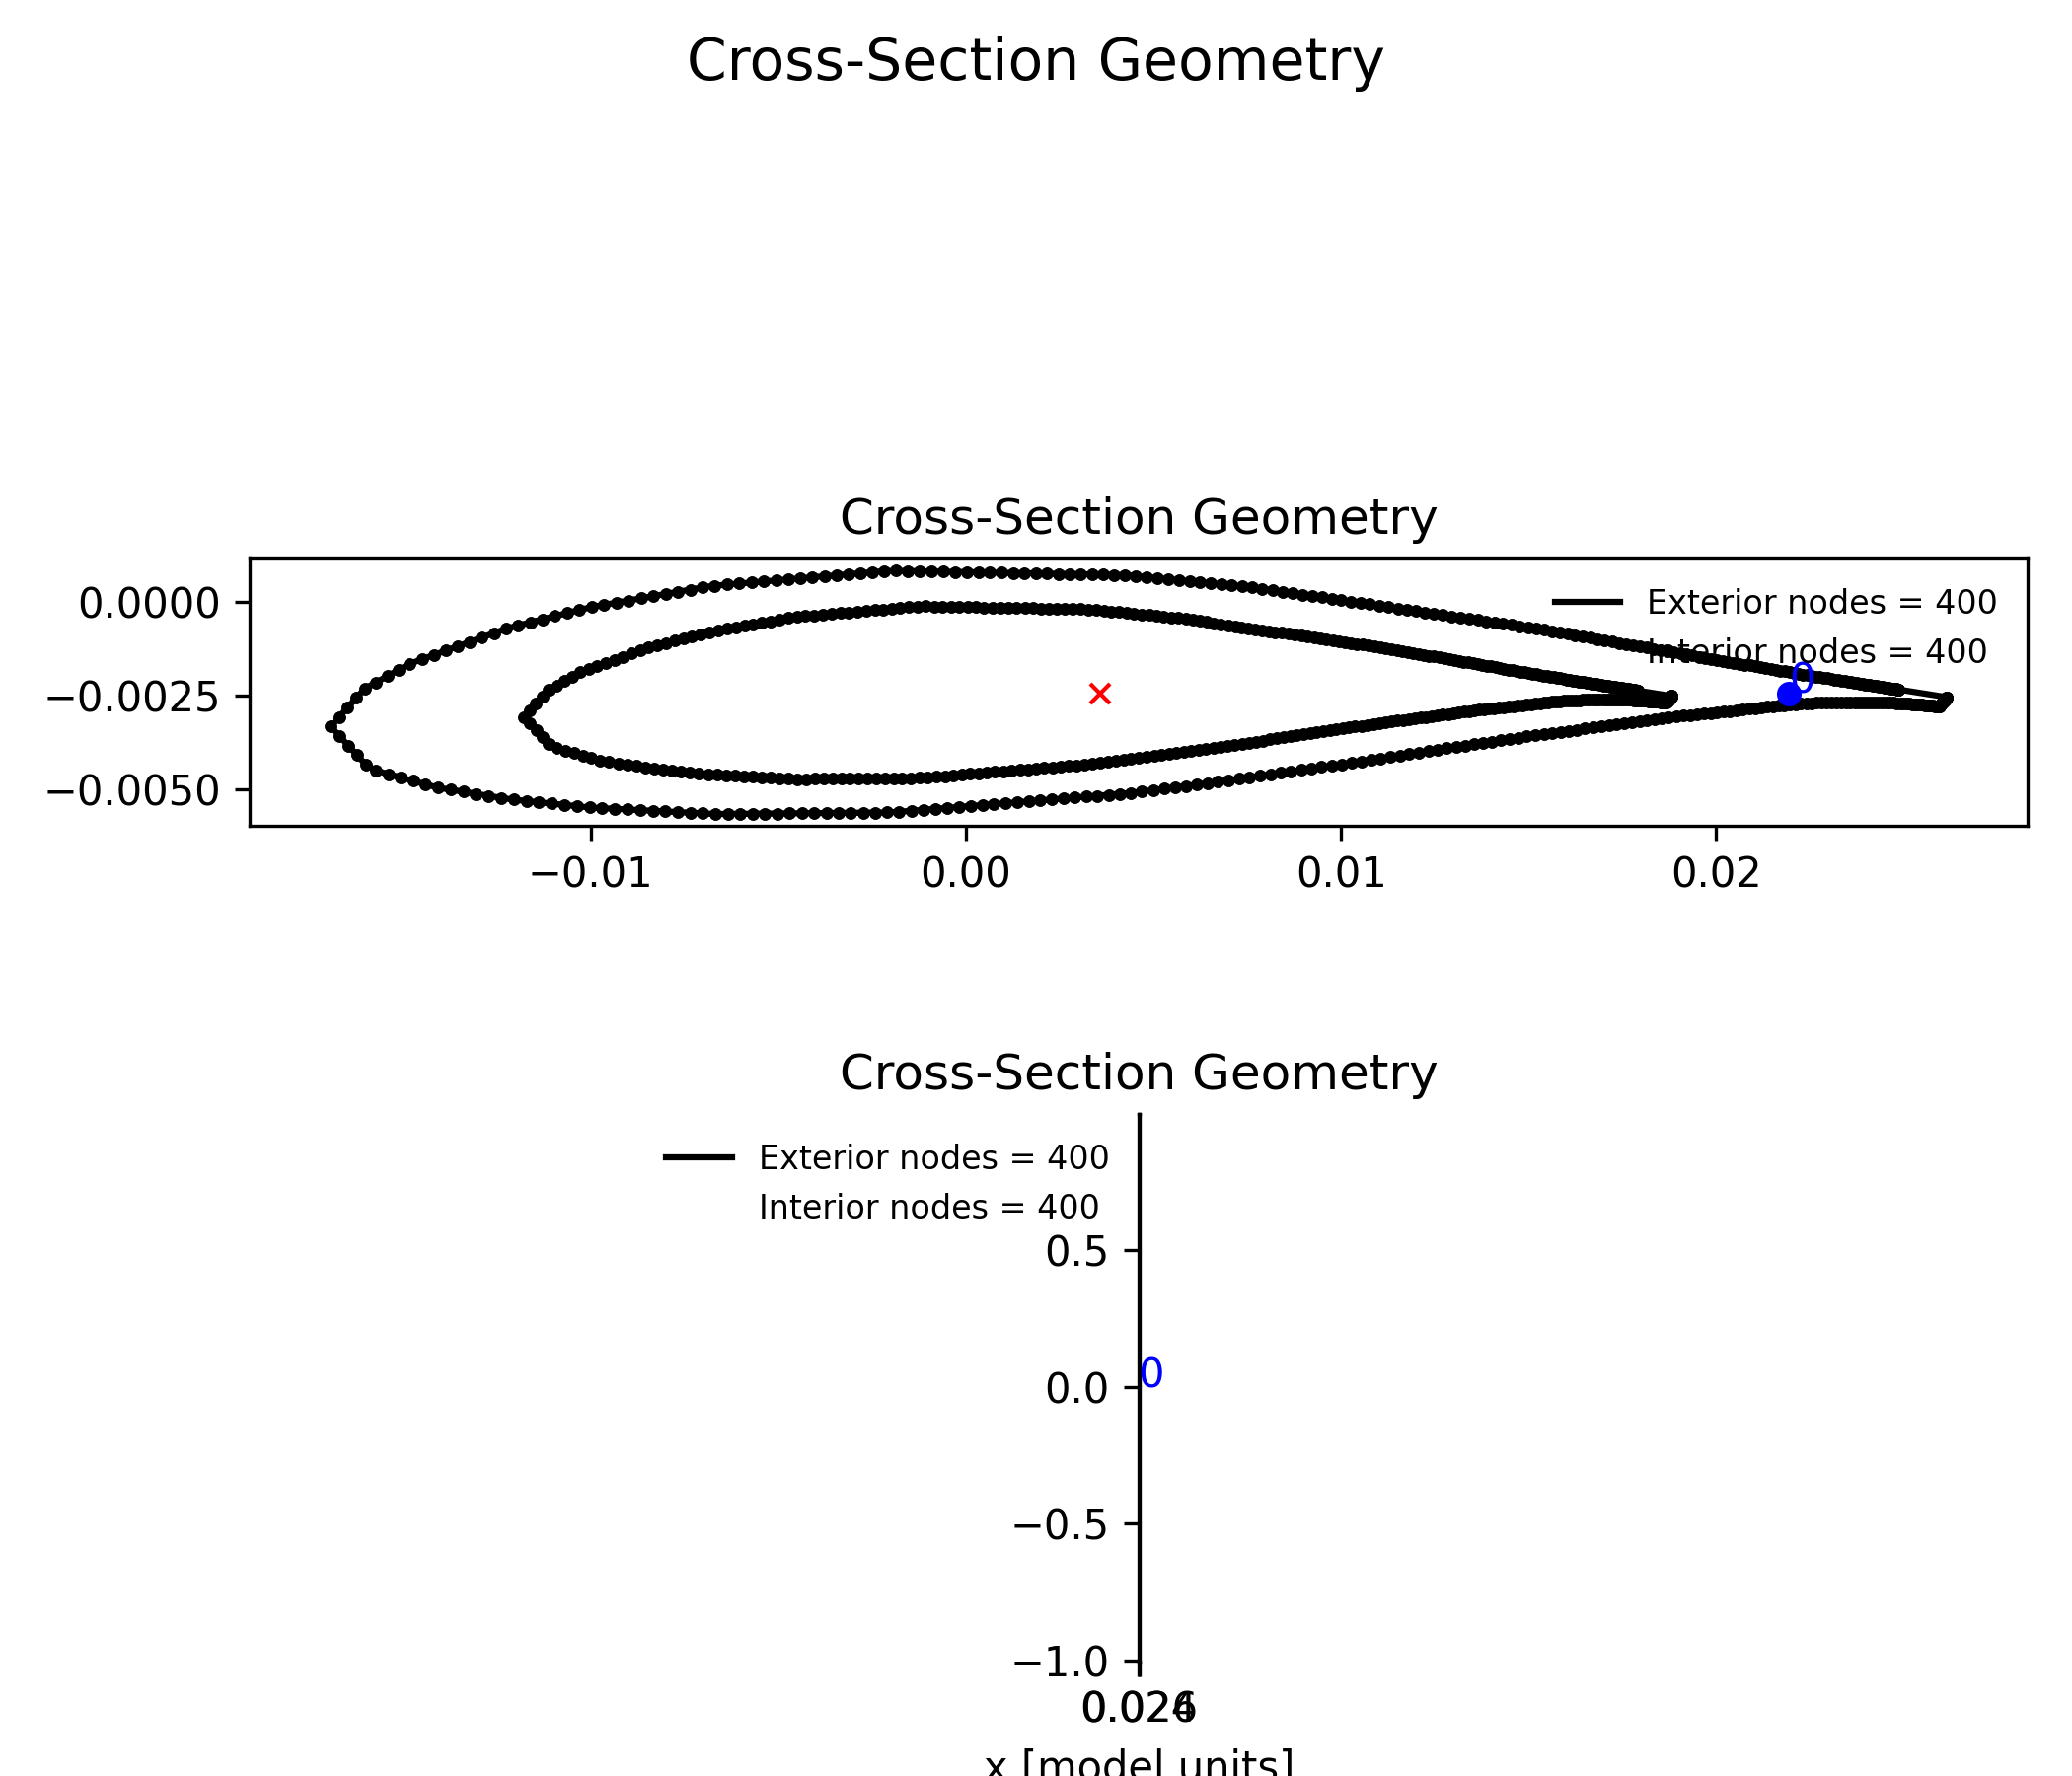 Cross-Section Geometry
Cross-Section Geometry
Exterior nodes = 400
Interior nodes = 400
0
0.0000
−0.0025
−0.0050
−0.01 0.00 0.01 0.02
Cross-Section Geometry
Exterior nodes = 400
Interior nodes = 400
0.5
0
0.0
−0.5
−1.0
x [model units]